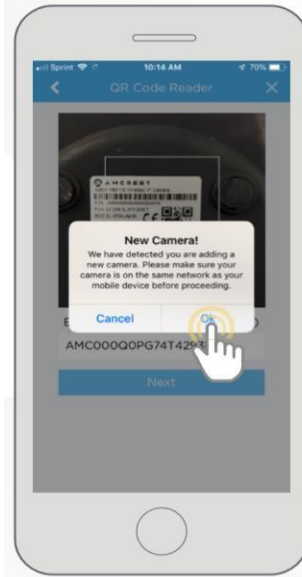 Sprint
10:14 AM
70%
QR Code Reader
AMCREST
New Camera!
We have detected you are adding a
new camera. Please make sure your
camera is on the same network as your
mobile device before proceeding.
Cancel
Ok
Next